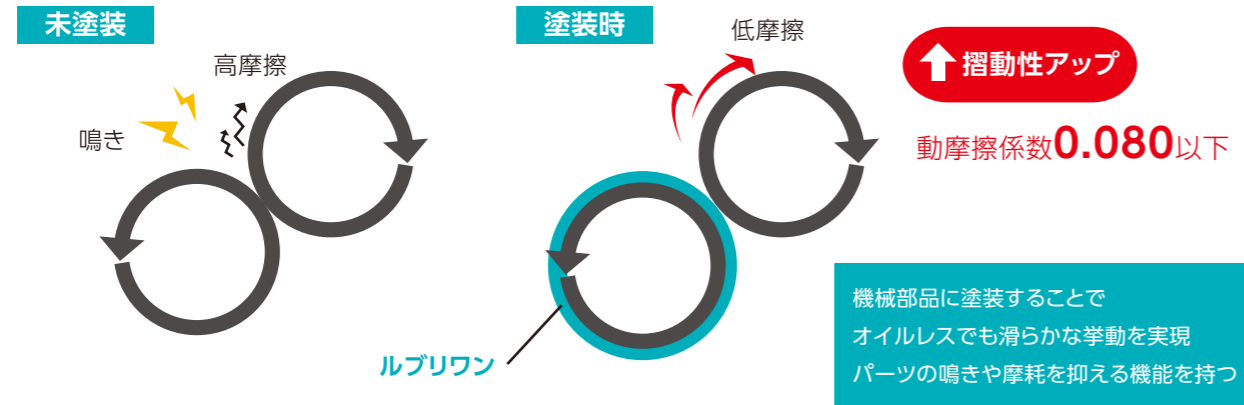 未塗装
高摩擦
鳴き
塗装時
低摩擦
ルブリワン
摺動性アップ
動摩擦係数0.080以下
機械部品に塗装することで
オイルレスでも滑らかな挙動を実現
パーツの鳴きや摩耗を抑える機能を持つ